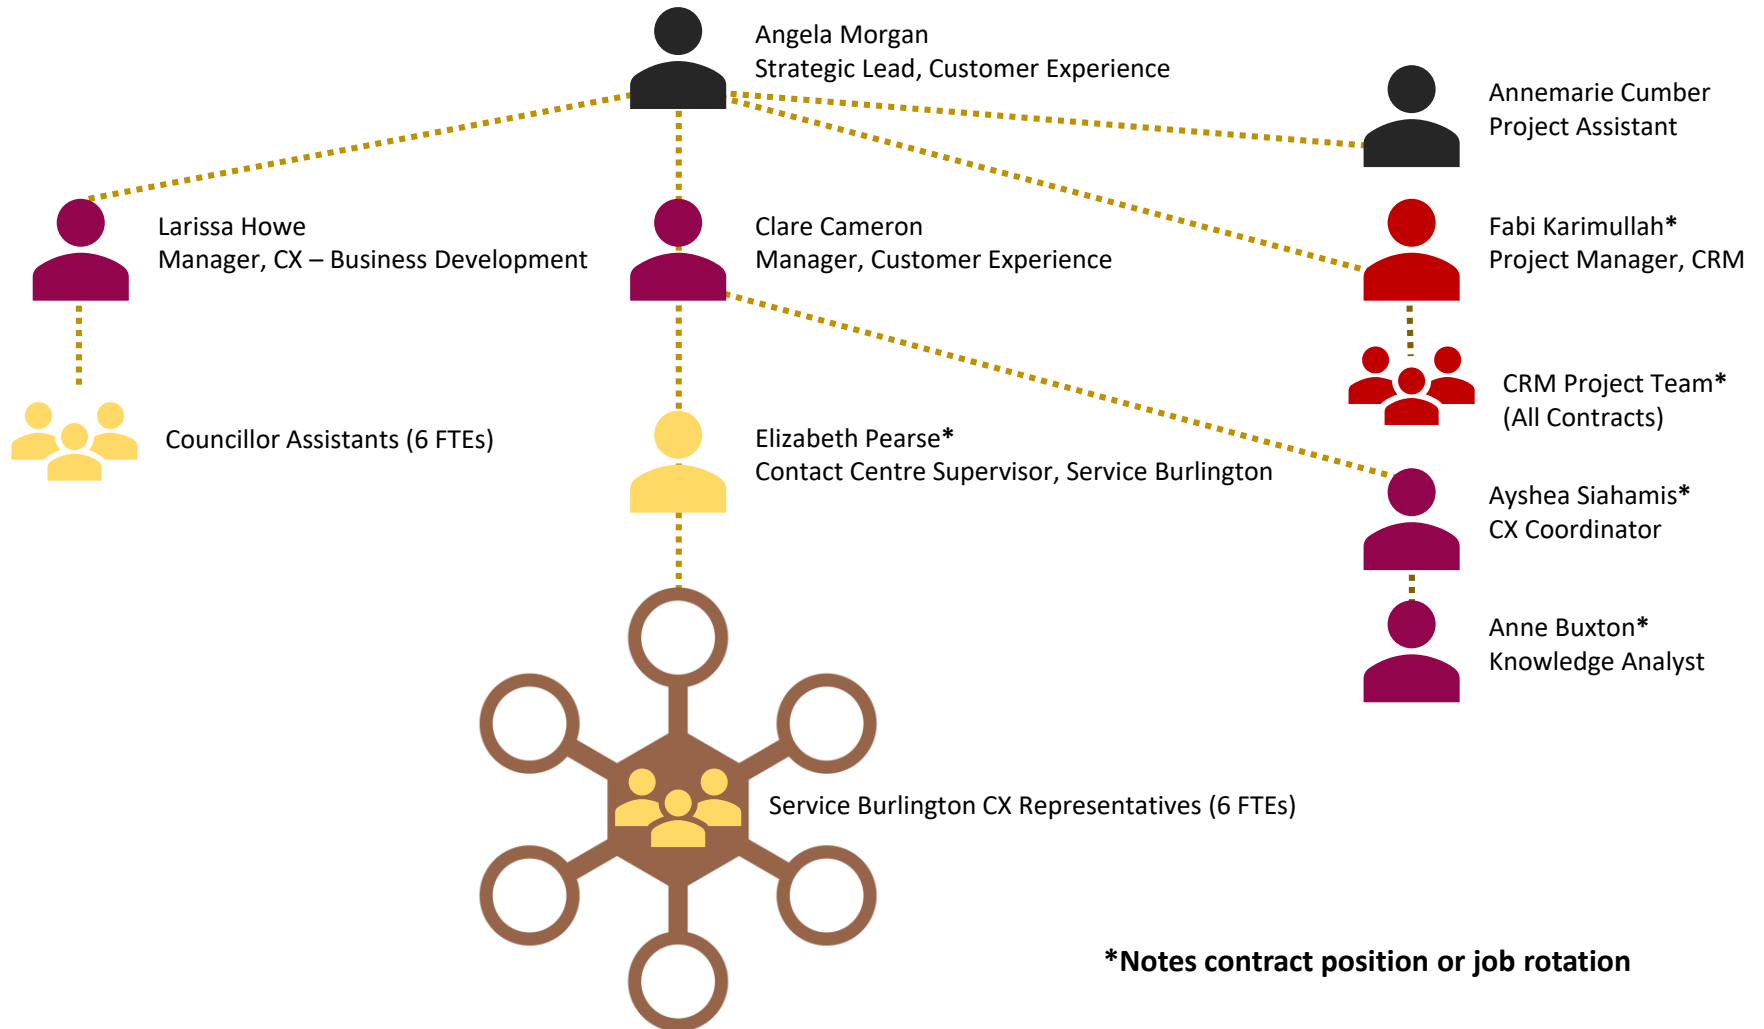 Angela Morgan
Strategic Lead, Customer Experience
Annemarie Cumber
Project Assistant
Larissa Howe
Manager, CX – Business Development
Clare Cameron
Manager, Customer Experience
Fabi Karimullah*
Project Manager, CRM
CRM Project Team*
(All Contracts)
Councillor Assistants (6 FTEs)
Elizabeth Pearse*
Contact Centre Supervisor, Service Burlington
Ayshea Siahamis*
CX Coordinator
Anne Buxton*
Knowledge Analyst
Service Burlington CX Representatives (6 FTEs)
*Notes contract position or job rotation